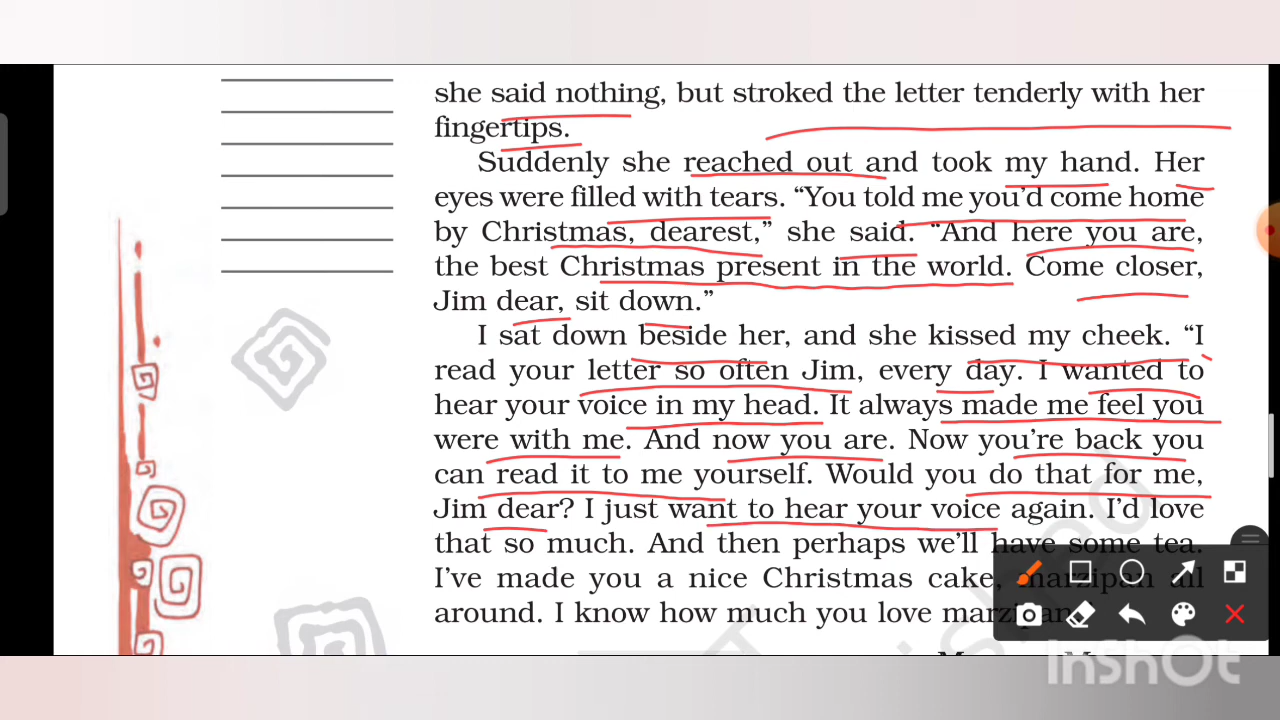 she said nothing, but stroked the letter tenderly with her
fingertips.
Suddenly she reached out and took my hand. Her
eyes were filled with tears. “You told me you’d come home
by Christmas, dearest,” she said. “And here you are,
the best Christmas present in the world. Come closer,
Jim dear, sit down.”
I sat down beside her, and she kissed my cheek. “I
read your letter so often Jim, every day. I wanted to
hear your voice in my head. It always made me feel you
were with me. And now you are. Now you’re back you
can read it to me yourself. Would you do that for me,
Jim dear? I just want to hear your voice again. I’d love
that so much. And then perhaps we’ll have some tea.
I’ve made you a nice Christmas cake, marzipan all
around. I know how much you love marzipan
InShOt